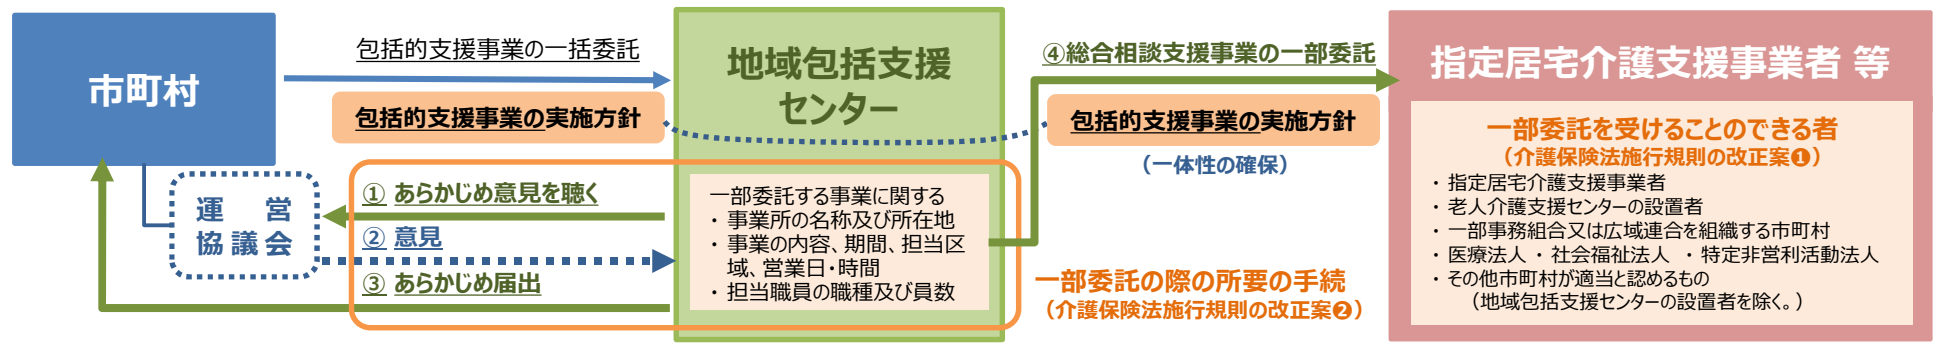 市町村
包括的支援事業の一括委託
包括的支援事業の実施方針
運　営
協議会
① あらかじめ意見を聴く
② 意見
③ あらかじめ届出
地域包括支援
センター
一部委託する事業に関する
・ 事業所の名称及び所在地
・ 事業の内容、期間、担当区
域、営業日・時間
・ 担当職員の職種及び員数
④総合相談支援事業の一部委託
包括的支援事業の実施方針
（一体性の確保）
一部委託の際の所要の手続
（介護保険法施行規則の改正案❷）
指定居宅介護支援事業者 等
一部委託を受けることのできる者
（介護保険法施行規則の改正案❶）
・ 指定居宅介護支援事業者
・ 老人介護支援センターの設置者
・ 一部事務組合又は広域連合を組織する市町村
・ 医療法人 ・ 社会福祉法人 ・ 特定非営利活動法人
・ その他市町村が適当と認めるもの
（地域包括支援センターの設置者を除く。）